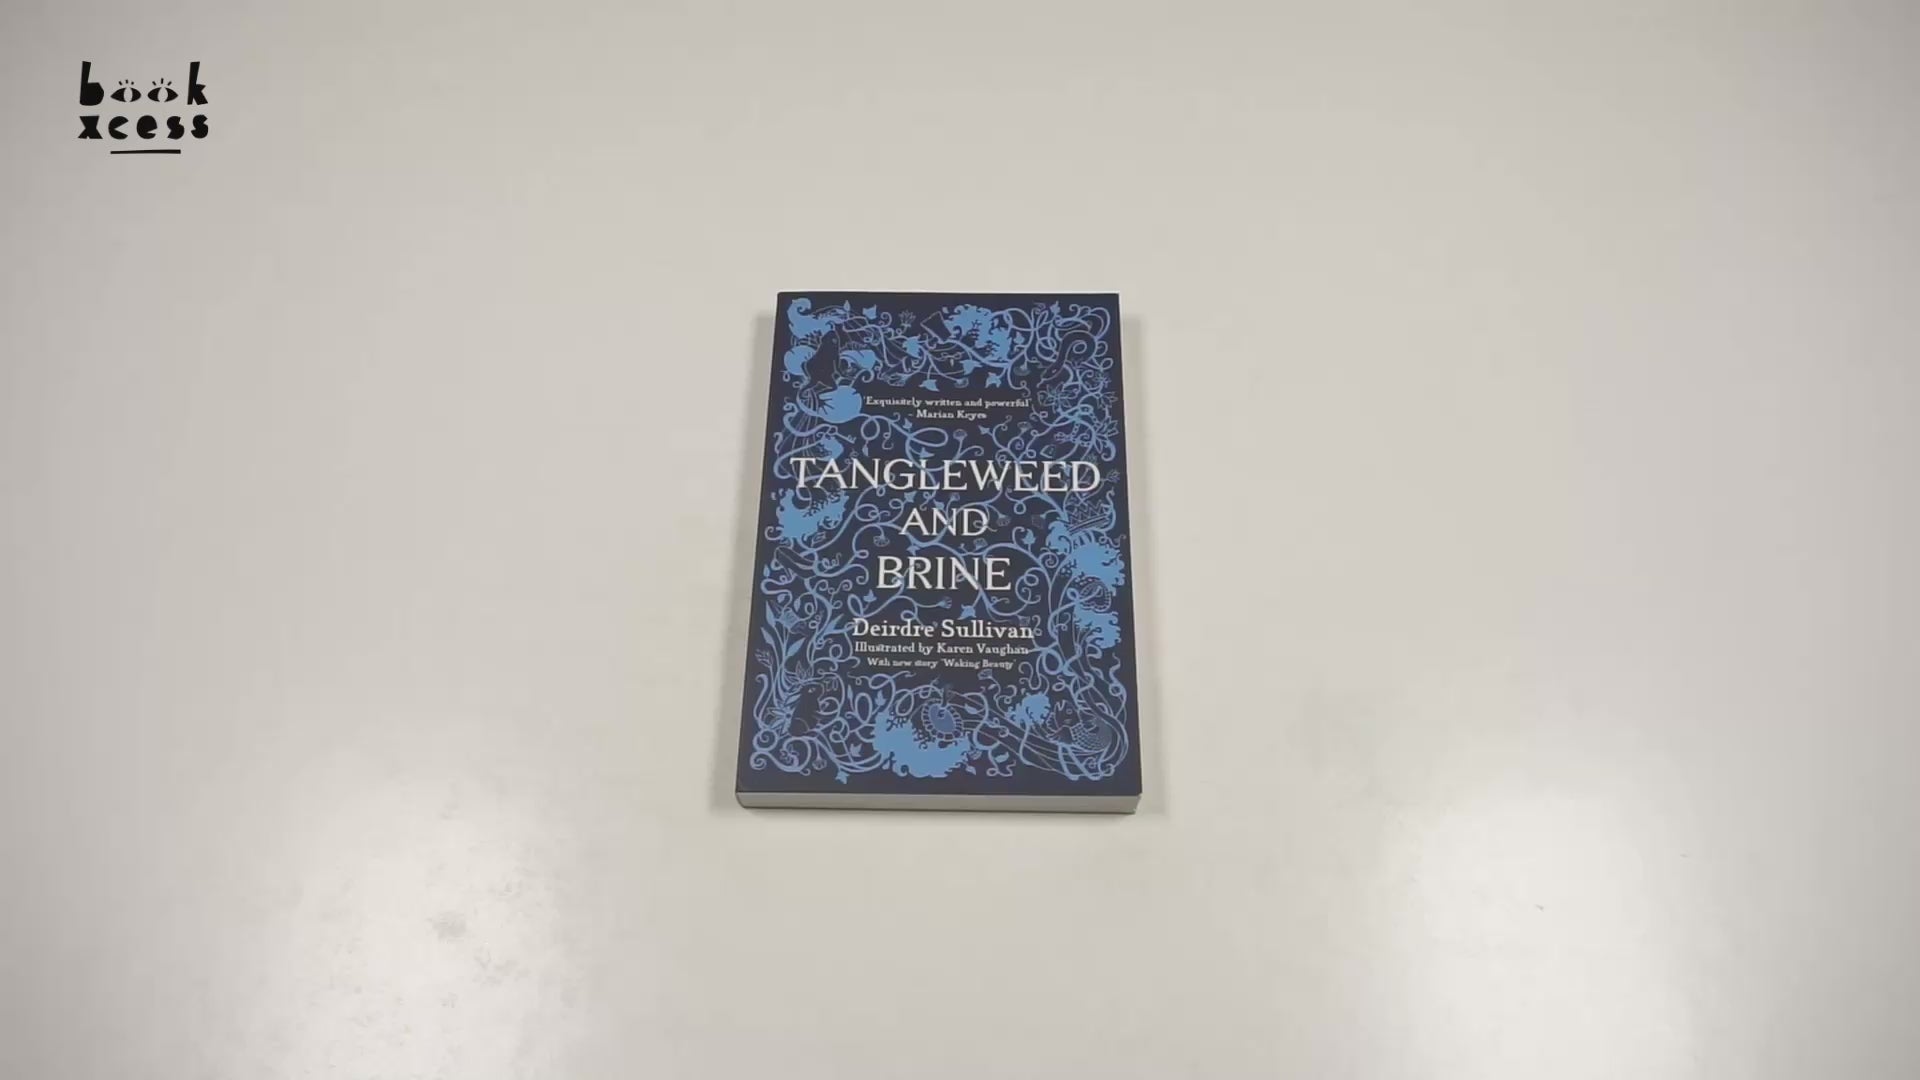 book
xcess
'Exquisitely written and powerful'
- Marian Keyes
TANGLEWEED
AND
BRINE
Deirdre Sullivan
Illustrated by Karen Vaughan
With new story 'Waking Beauty'